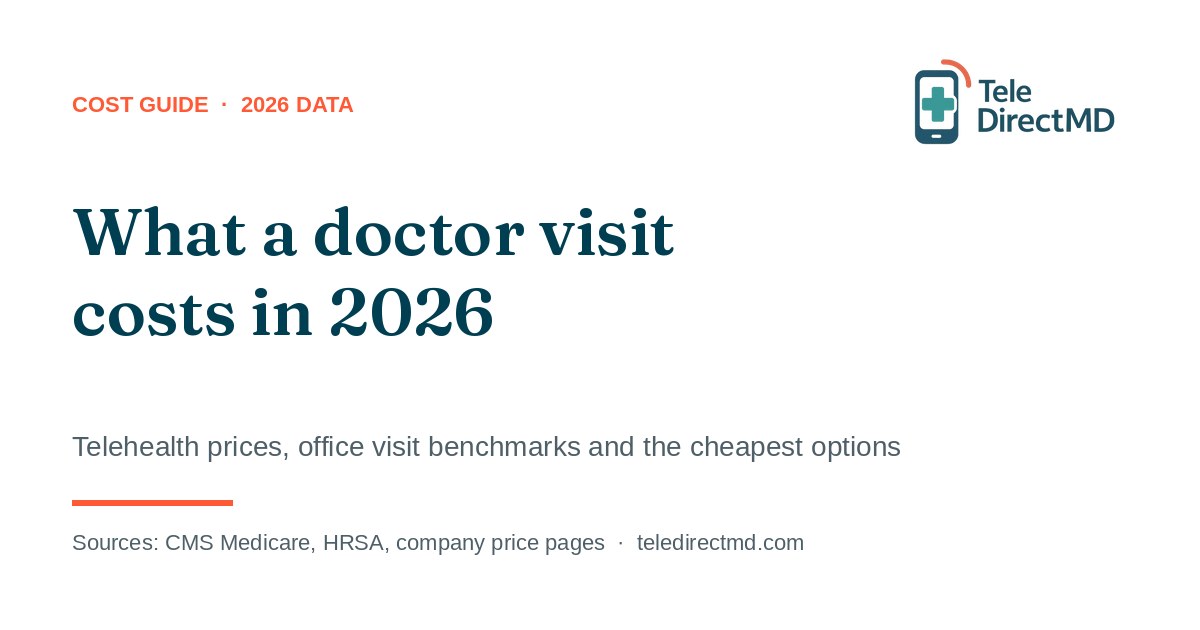 COST GUIDE · 2026 DATA
Tele
DirectMD
What a doctor visit
costs in 2026
Telehealth prices, office visit benchmarks and the cheapest options
Sources: CMS Medicare, HRSA, company price pages · teledirectmd.com